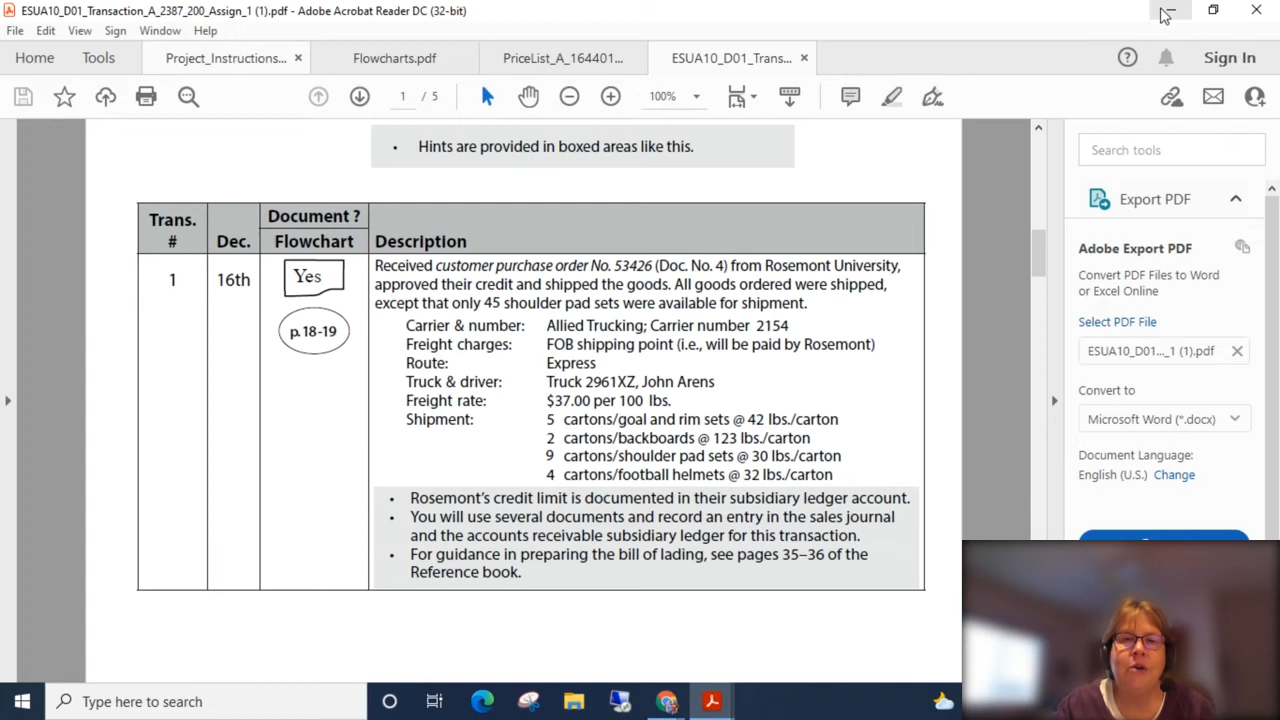 ESUA10_D01_Transaction_A_2387_200_Assign_1 (1).pdf - Adobe Acrobat Reader DC (32-bit)
File Edit View Sign Window Help
Home Tools Project_Instructions... Flowcharts.pdf PriceList_A_164401... ESUA10_D01_Trans... Sign In
1 / 5 100%
• Hints are provided in boxed areas like this.
Search tools
Export PDF
Adobe Export PDF
Convert PDF Files to Word
or Excel Online
Select PDF File
ESUA10_D01..._1 (1).pdf
Convert to
Microsoft Word (*.docx)
Document Language:
English (U.S.) Change
Trans. # Dec. Document ? Flowchart Description
1 16th Yes p.18-19
Received customer purchase order No. 53426 (Doc. No. 4) from Rosemont University,
approved their credit and shipped the goods. All goods ordered were shipped,
except that only 45 shoulder pad sets were available for shipment.
Carrier & number: Allied Trucking; Carrier number 2154
Freight charges: FOB shipping point (i.e., will be paid by Rosemont)
Route: Express
Truck & driver: Truck 2961XZ, John Arens
Freight rate: $37.00 per 100 lbs.
Shipment: 5 cartons/goal and rim sets @ 42 lbs./carton
2 cartons/backboards @ 123 lbs./carton
9 cartons/shoulder pad sets @ 30 lbs./carton
4 cartons/football helmets @ 32 lbs./carton
• Rosemont's credit limit is documented in their subsidiary ledger account.
• You will use several documents and record an entry in the sales journal
and the accounts receivable subsidiary ledger for this transaction.
• For guidance in preparing the bill of lading, see pages 35–36 of the
Reference book.
Type here to search